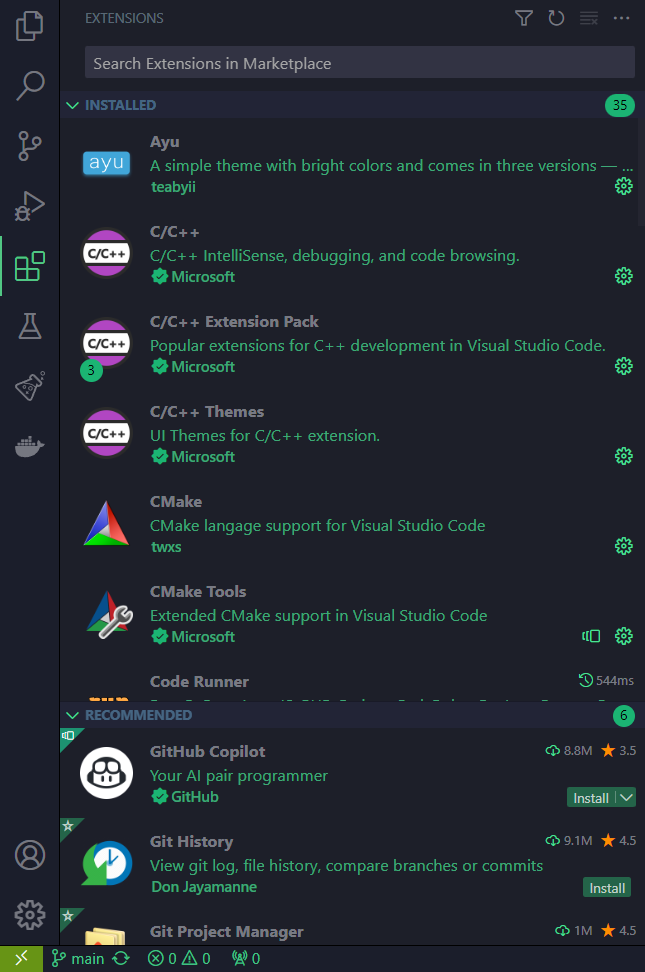 EXTENSIONS
Search Extensions in Marketplace
INSTALLED
35
ayu
Ayu
A simple theme with bright colors and comes in three versions — ...
teabyii
C/C++
C/C++
C/C++ IntelliSense, debugging, and code browsing.
Microsoft
C/C++
3
C/C++ Extension Pack
Popular extensions for C++ development in Visual Studio Code.
Microsoft
C/C++
C/C++ Themes
UI Themes for C/C++ extension.
Microsoft
CMake
CMake langage support for Visual Studio Code
twxs
CMake Tools
Extended CMake support in Visual Studio Code
Microsoft
Code Runner
544ms
RECOMMENDED
6
GitHub Copilot
8.8M 3.5
Your AI pair programmer
GitHub
Install
Git History
9.1M 4.5
View git log, file history, compare branches or commits
Don Jayamanne
Install
Git Project Manager
1M 4.5
main 0 0 0